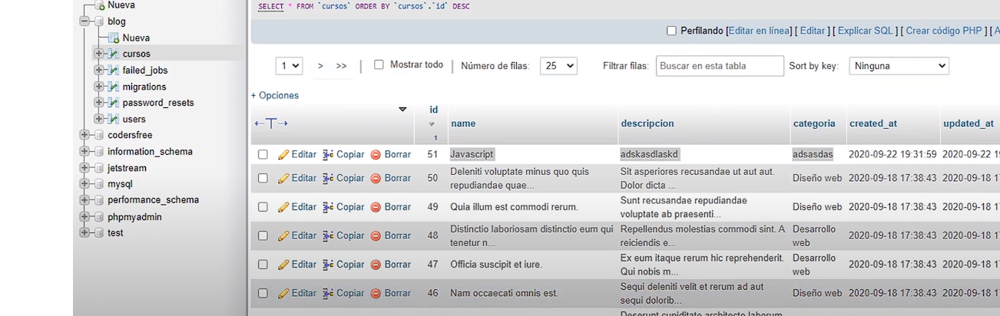 Nueva
blog
Nueva
cursos
failed_jobs
migrations
password_resets
users
codersfree
information_schema
jetstream
mysql
performance_schema
phpmyadmin
test
SELECT * FROM `cursos` ORDER BY `cursos`.`id` DESC
Perfilando [Editar en línea] [ Editar ] [ Explicar SQL ] [ Crear código PHP ] [ A
1 > >> Mostrar todo Número de filas: 25 Filtrar filas: Buscar en esta tabla Sort by key: Ninguna
+ Opciones
id name descripcion categoria created_at updated_at
1
Editar Copiar Borrar 51 Javascript adskasdlaskd adsasdas 2020-09-22 19:31:59 2020-09-22 19
Editar Copiar Borrar 50 Deleniti voluptate minus quo quis Sit asperiores recusandae ut aut aut. Diseño web 2020-09-18 17:38:43 2020-09-18 17
repudiandae quae... Dolor dicta ...
Editar Copiar Borrar 49 Quia illum est commodi rerum. Sunt recusandae repudiandae Diseño web 2020-09-18 17:38:43 2020-09-18 17
voluptate ab praesenti...
Editar Copiar Borrar 48 Distinctio laboriosam distinctio eum qui Repellendus molestias commodi sint. A Desarrollo 2020-09-18 17:38:43 2020-09-18 17
tenetur n... reiciendis e... web
Editar Copiar Borrar 47 Officia suscipit et iure. Ex eum itaque rerum hic reprehenderit. Desarrollo 2020-09-18 17:38:43 2020-09-18 17
Qui nobis m... web
Editar Copiar Borrar 46 Nam occaecati omnis est. Sequi deleniti velit et rerum ad aut Diseño web 2020-09-18 17:38:43 2020-09-18 17
sequi dolorib...
Deserunt cupiditate architecto laborum